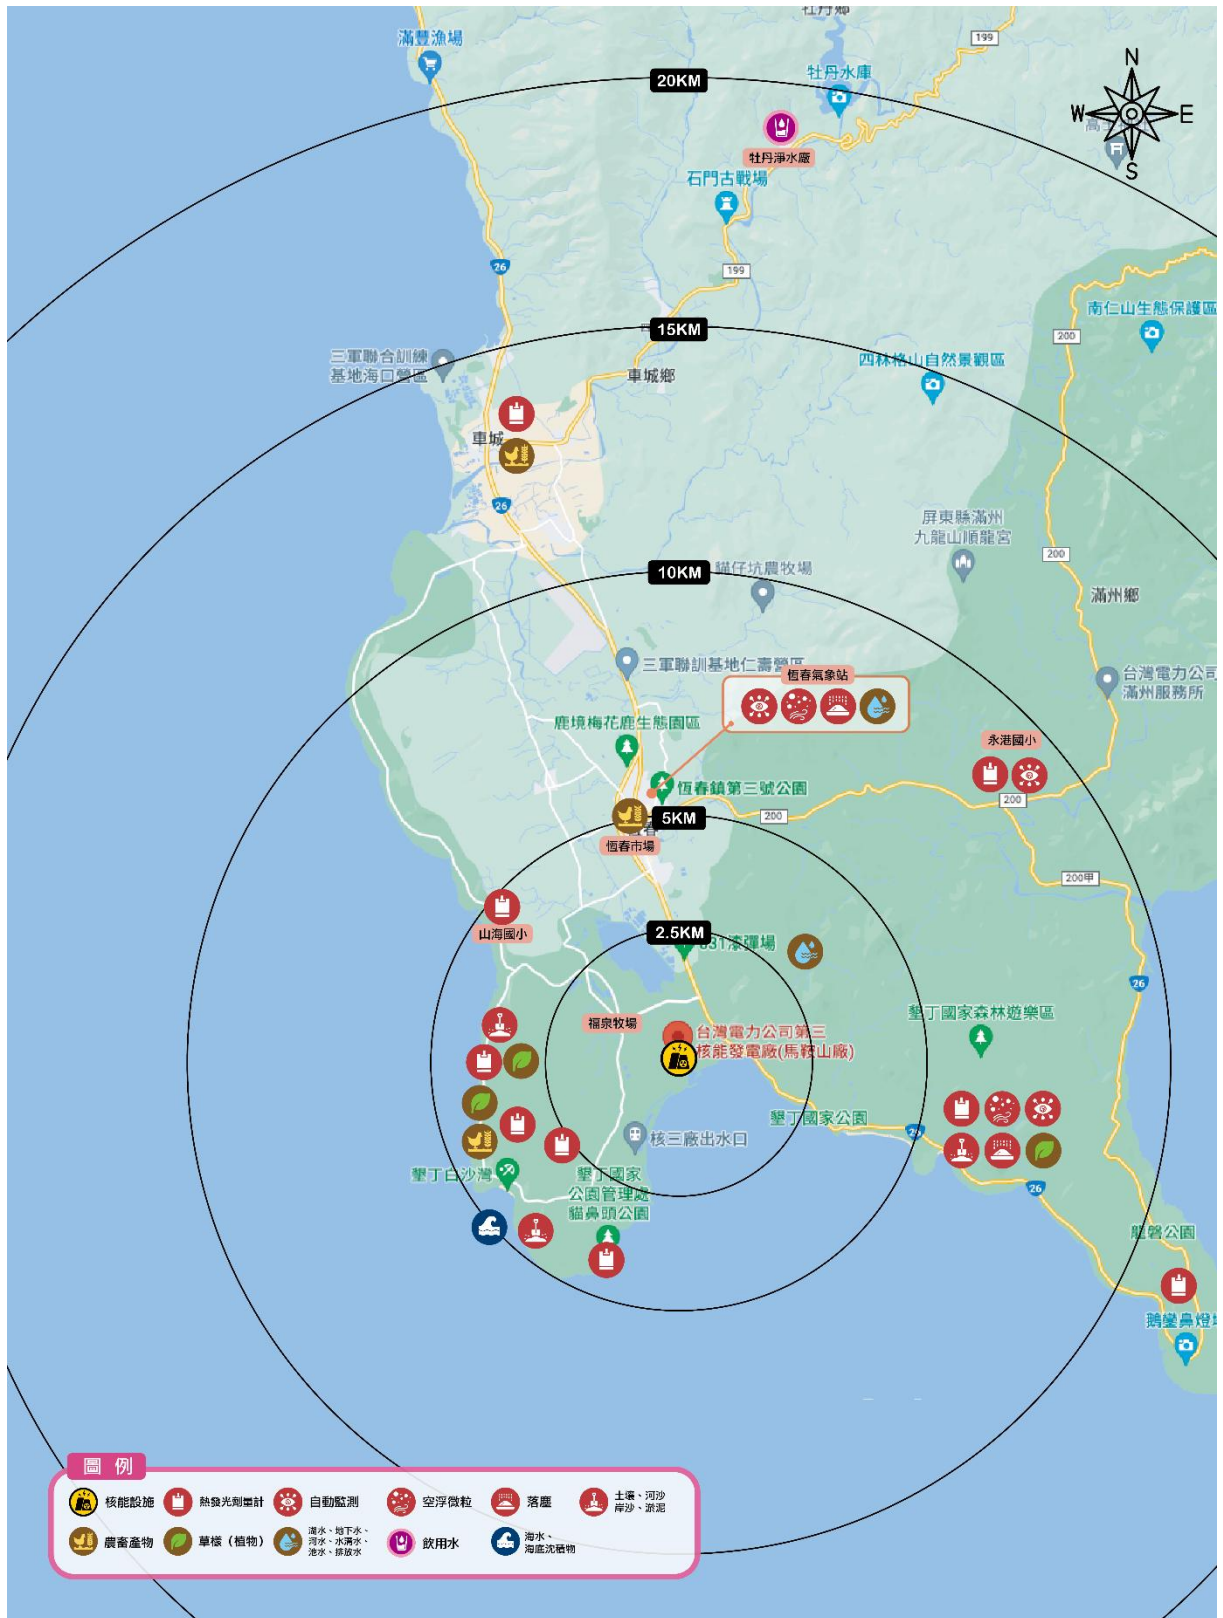 牡丹鄉
滿豐漁場
199
20KM
牡丹水庫
N
W
E
S
牡丹淨水廠
石門古戰場
26
199
南仁山生態保護區
15KM
200
三軍聯合訓練
基地海口營區
車城鄉
四林格山自然景觀區
車城
26
屏東縣滿州
九龍山順龍宮
200
10KM
貓仔坑農牧場
滿州鄉
三軍聯訓基地仁壽營區
恆春氣象站
台灣電力公司
滿州服務所
鹿境梅花鹿生態園區
永港國小
恆春鎮第三號公園
200
5KM
200
恆春市場
200甲
山海國小
2.5KM
031漆彈場
26
福泉牧場
台灣電力公司第三
核能發電廠(馬鞍山廠)
墾丁國家森林遊樂區
墾丁國家公園
26
核三廠出水口
墾丁白沙灣
墾丁國家
公園管理處
貓鼻頭公園
26
龍磐公園
鵝鑾鼻燈塔
圖 例
核能設施
熱發光劑量計
自動監測
空浮微粒
落塵
土壤、河沙
岸沙、淤泥
農畜產物
草樣（植物）
湖水、地下水、
河水、水溝水、
池水、排放水
飲用水
海水、
海底沈積物